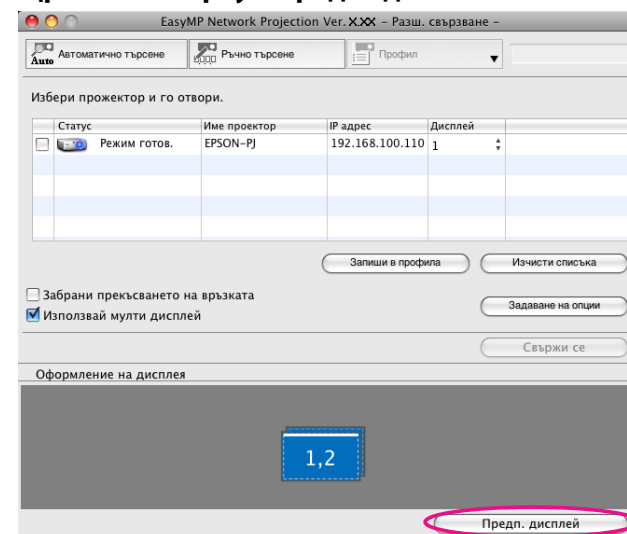 EasyMP Network Projection Ver. X.XX – Разш. свързване –
Auto Автоматично търсене Ръчно търсене Профил
Избери прожектор и го отвори.
Статус Име проектор IP адрес Дисплей
Режим готов. EPSON-PJ 192.168.100.110 1
Запиши в профила Изчисти списъка
Забрани прекъсването на връзката
Използвай мулти дисплей
Задаване на опции
Свържи се
Оформление на дисплея
1,2
Предп. дисплей